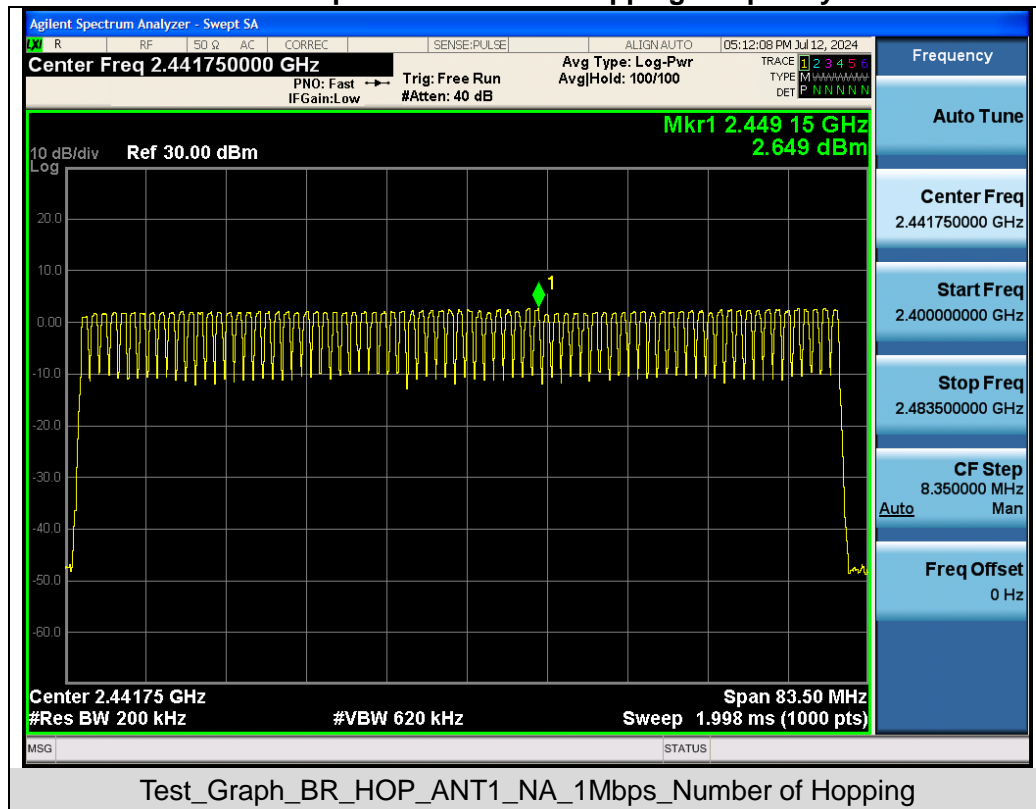 Agilent Spectrum Analyzer - Swept SA
LXI R RF 50 Ω AC CORREC SENSE:PULSE ALIGN AUTO 05:12:08 PM Jul 12, 2024
Center Freq 2.441750000 GHz
PNO: Fast
IFGain:Low
Trig: Free Run
#Atten: 40 dB
Avg Type: Log-Pwr
Avg|Hold: 100/100
TRACE 1 2 3 4 5 6
TYPE M
DET P N N N N N
Mkr1 2.449 15 GHz
2.649 dBm
10 dB/div Ref 30.00 dBm
Log
20.0
10.0
0.00
-10.0
-20.0
-30.0
-40.0
-50.0
-60.0
1
Center 2.44175 GHz Span 83.50 MHz
#Res BW 200 kHz #VBW 620 kHz Sweep 1.998 ms (1000 pts)
MSG STATUS
Frequency
Auto Tune
Center Freq
2.441750000 GHz
Start Freq
2.400000000 GHz
Stop Freq
2.483500000 GHz
CF Step
8.350000 MHz
Auto Man
Freq Offset
0 Hz
Test_Graph_BR_HOP_ANT1_NA_1Mbps_Number of Hopping